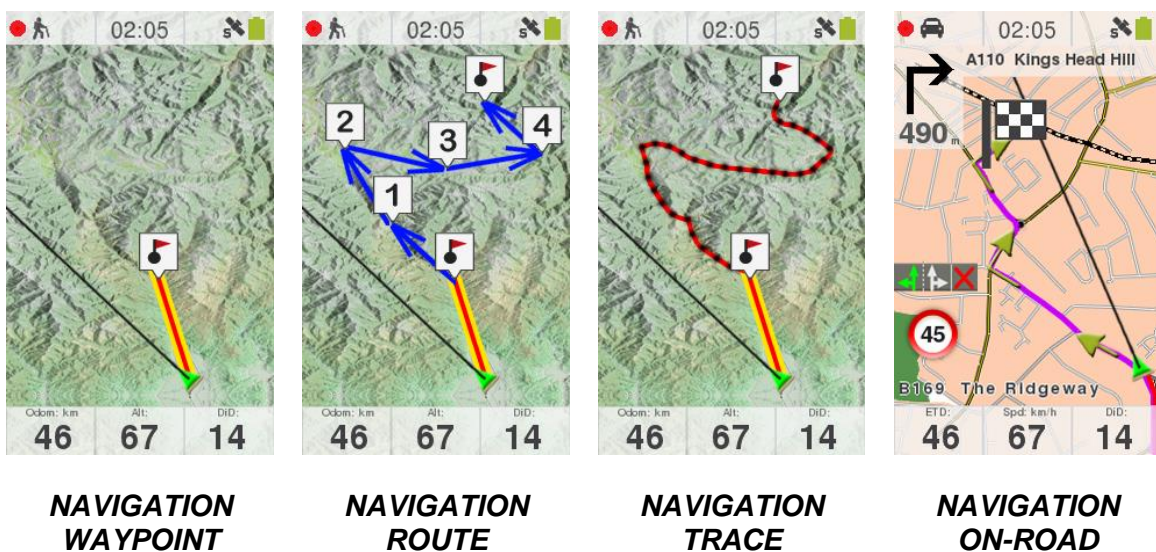 02:05
S
Odom: km Alt: DiD:
46 67 14
NAVIGATION
WAYPOINT
02:05
S
2
3
4
1
Odom: km Alt: DiD:
46 67 14
NAVIGATION
ROUTE
02:05
S
Odom: km Alt: DiD:
46 67 14
NAVIGATION
TRACE
02:05
S
A110 Kings Head Hill
490 m
45
B169 The Ridgeway
ETD: Spd: km/h DiD:
46 67 14
NAVIGATION
ON-ROAD